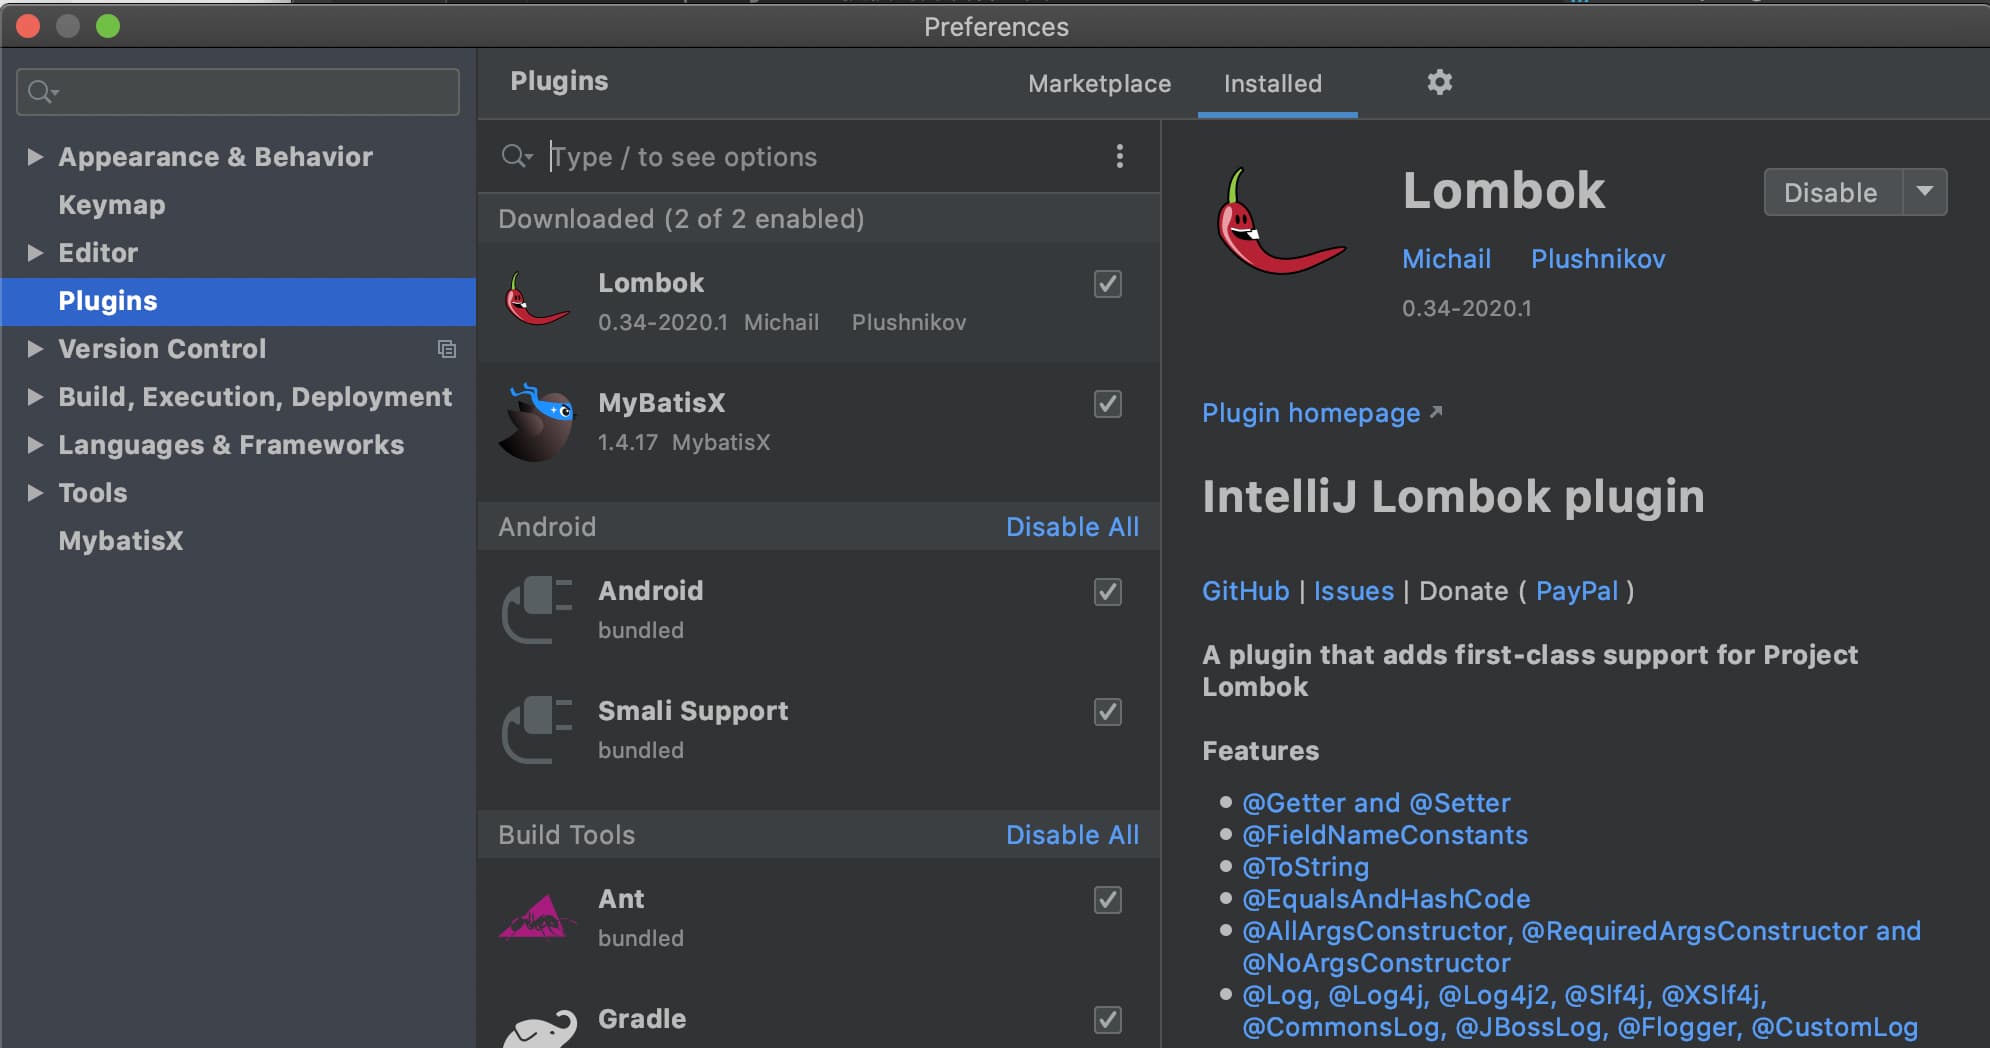 Preferences
Appearance & Behavior
Keymap
Editor
Plugins
Version Control
Build, Execution, Deployment
Languages & Frameworks
Tools
MybatisX
Plugins
Marketplace
Installed
Type / to see options
Downloaded (2 of 2 enabled)
Lombok
0.34-2020.1 Michail Plushnikov
MyBatisX
1.4.17 MybatisX
Android Disable All
Android
bundled
Smali Support
bundled
Build Tools Disable All
Ant
bundled
Gradle
Lombok
Disable
Michail Plushnikov
0.34-2020.1
Plugin homepage
IntelliJ Lombok plugin
GitHub | Issues | Donate ( PayPal )
A plugin that adds first-class support for Project
Lombok
Features
@Getter and @Setter
@FieldNameConstants
@ToString
@EqualsAndHashCode
@AllArgsConstructor, @RequiredArgsConstructor and
@NoArgsConstructor
@Log, @Log4j, @Log4j2, @Slf4j, @XSlf4j,
@CommonsLog, @JBossLog, @Flogger, @CustomLog